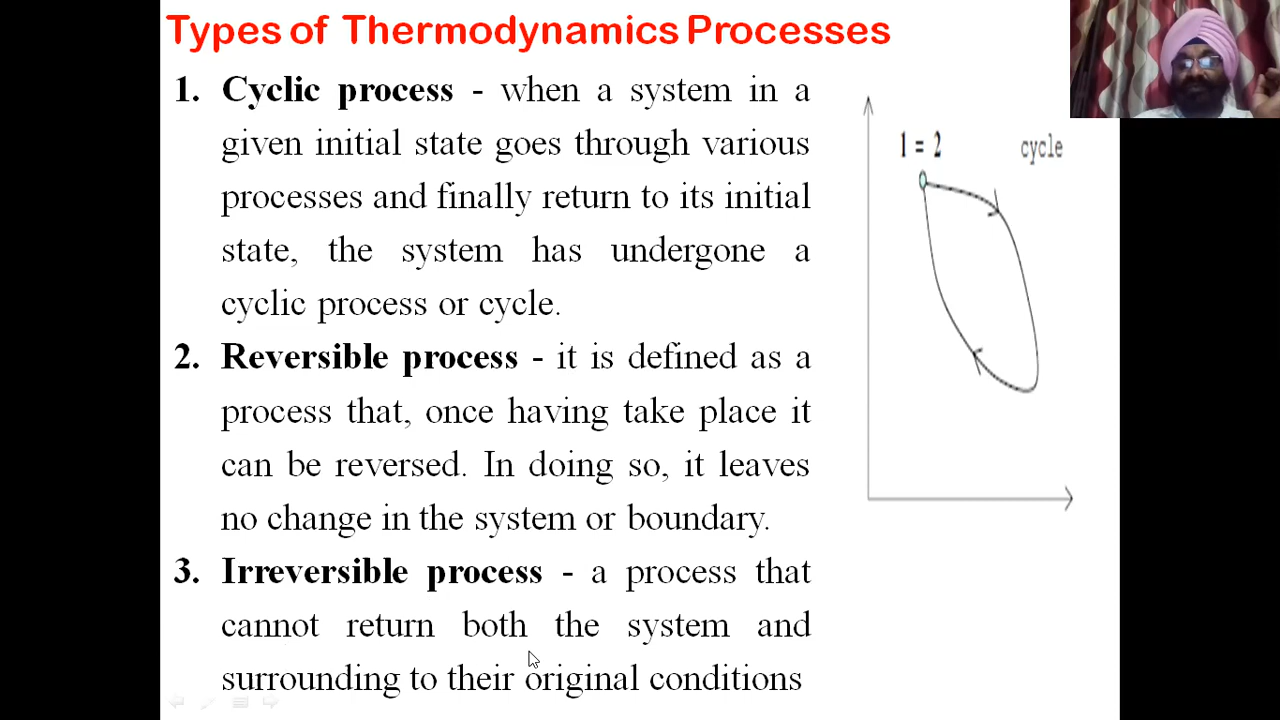 Types of Thermodynamics Processes
1. Cyclic process - when a system in a
given initial state goes through various
processes and finally return to its initial
state, the system has undergone a
cyclic process or cycle.
2. Reversible process - it is defined as a
process that, once having take place it
can be reversed. In doing so, it leaves
no change in the system or boundary.
3. Irreversible process - a process that
cannot return both the system and
surrounding to their original conditions
1 = 2
cycle